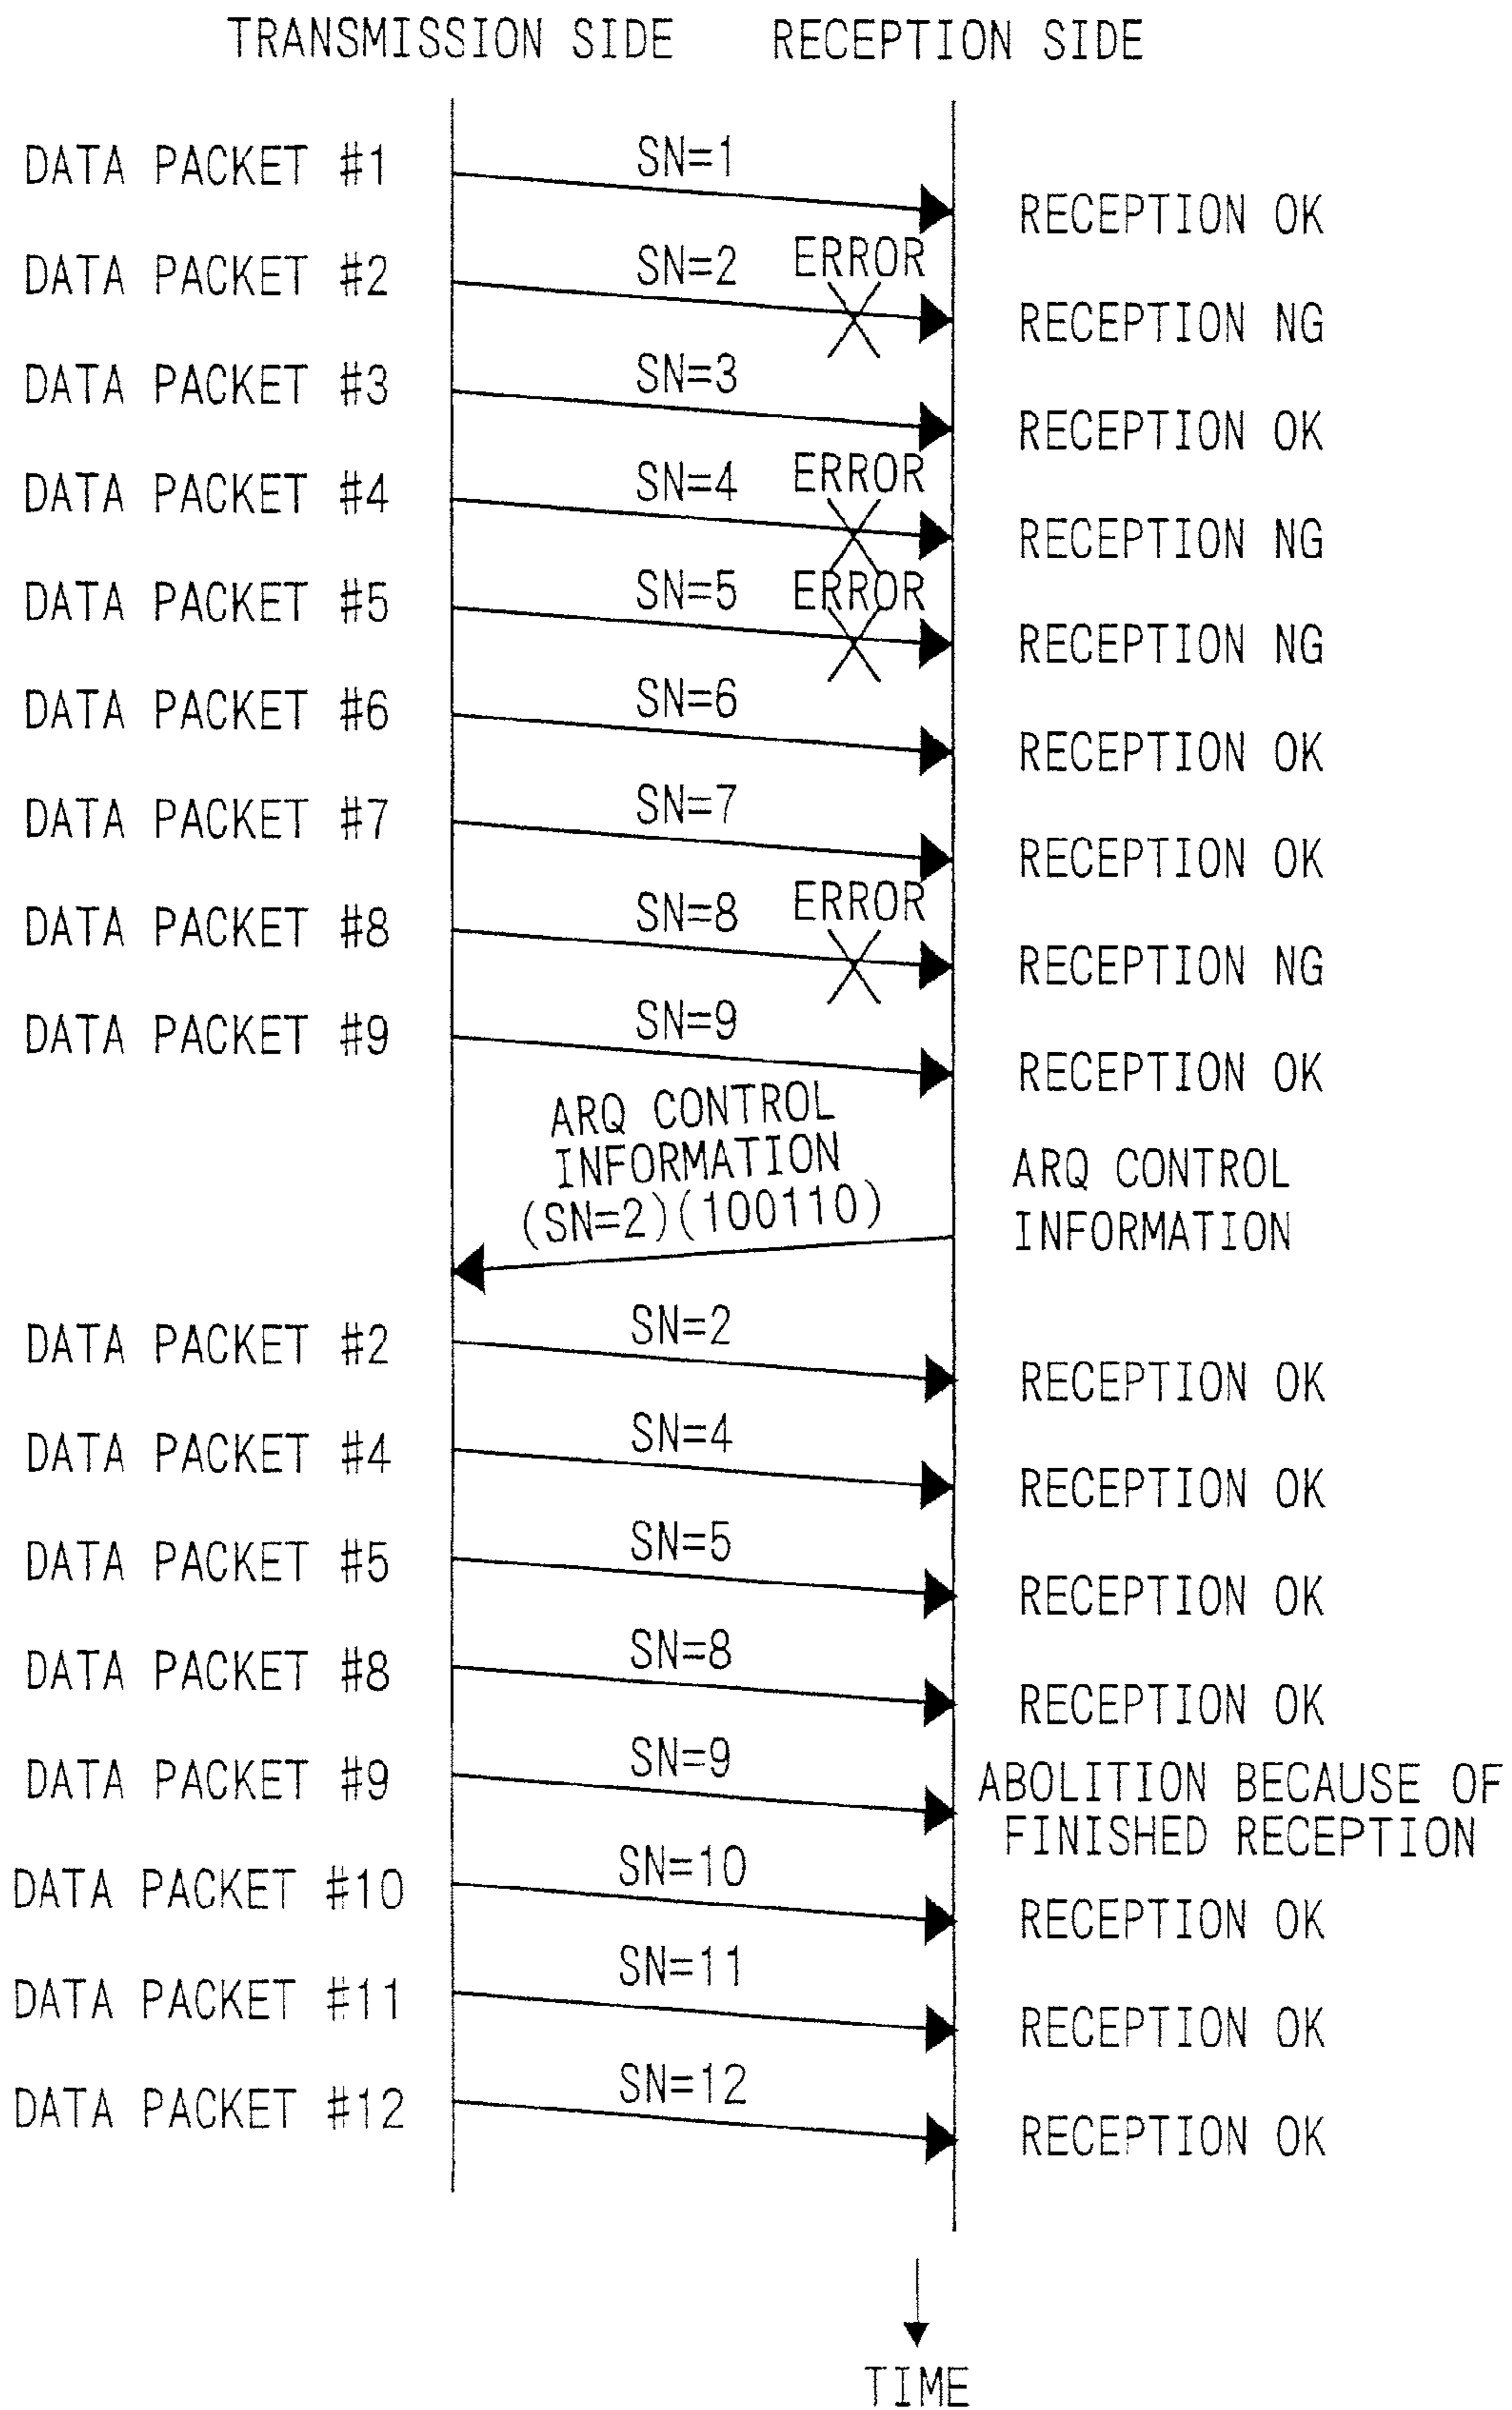 TRANSMISSION SIDE RECEPTION SIDE
DATA PACKET #1 SN=1 RECEPTION OK
DATA PACKET #2 SN=2 ERROR RECEPTION NG
DATA PACKET #3 SN=3 RECEPTION OK
DATA PACKET #4 SN=4 ERROR RECEPTION NG
DATA PACKET #5 SN=5 ERROR RECEPTION NG
DATA PACKET #6 SN=6 RECEPTION OK
DATA PACKET #7 SN=7 RECEPTION OK
DATA PACKET #8 SN=8 ERROR RECEPTION NG
DATA PACKET #9 SN=9 RECEPTION OK
ARQ CONTROL
INFORMATION
(SN=2)(100110)
ARQ CONTROL
INFORMATION
DATA PACKET #2 SN=2 RECEPTION OK
DATA PACKET #4 SN=4 RECEPTION OK
DATA PACKET #5 SN=5 RECEPTION OK
DATA PACKET #8 SN=8 RECEPTION OK
DATA PACKET #9 SN=9 ABOLITION BECAUSE OF
FINISHED RECEPTION
DATA PACKET #10 SN=10 RECEPTION OK
DATA PACKET #11 SN=11 RECEPTION OK
DATA PACKET #12 SN=12 RECEPTION OK
TIME